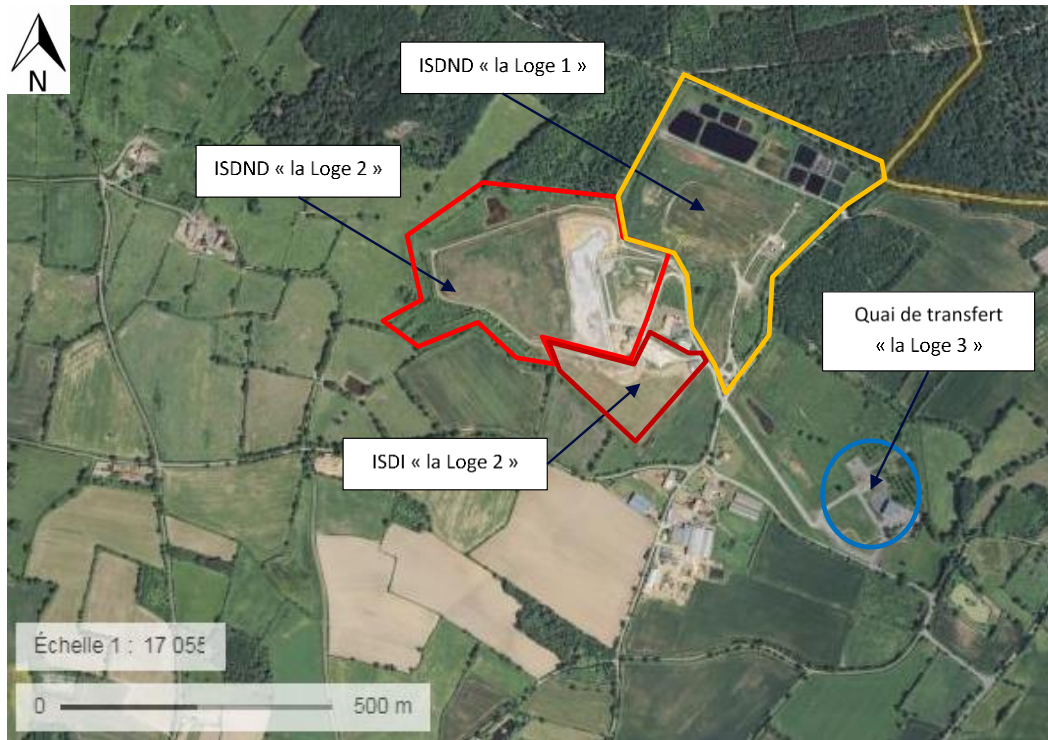 N
ISDND « la Loge 1 »
ISDND « la Loge 2 »
Quai de transfert
« la Loge 3 »
ISDI « la Loge 2 »
Échelle 1 : 17 055
0 500 m